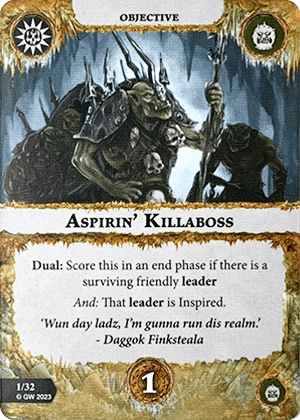 OBJECTIVE
ASPIRIN' KILLABOSS
Dual: Score this in an end phase if there is a
surviving friendly leader
And: That leader is Inspired.
'Wun day ladz, I'm gunna run dis realm.'
- Daggok Finksteala
1/32
© GW 2023
1